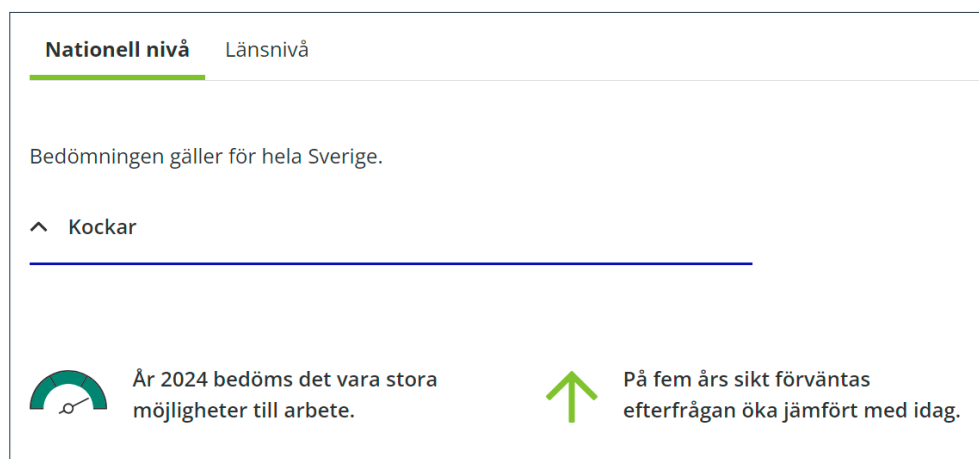 Nationell nivå Länsnivå
Bedömningen gäller för hela Sverige.
Kockar
År 2024 bedöms det vara stora
möjligheter till arbete.
På fem års sikt förväntas
efterfrågan öka jämfört med idag.